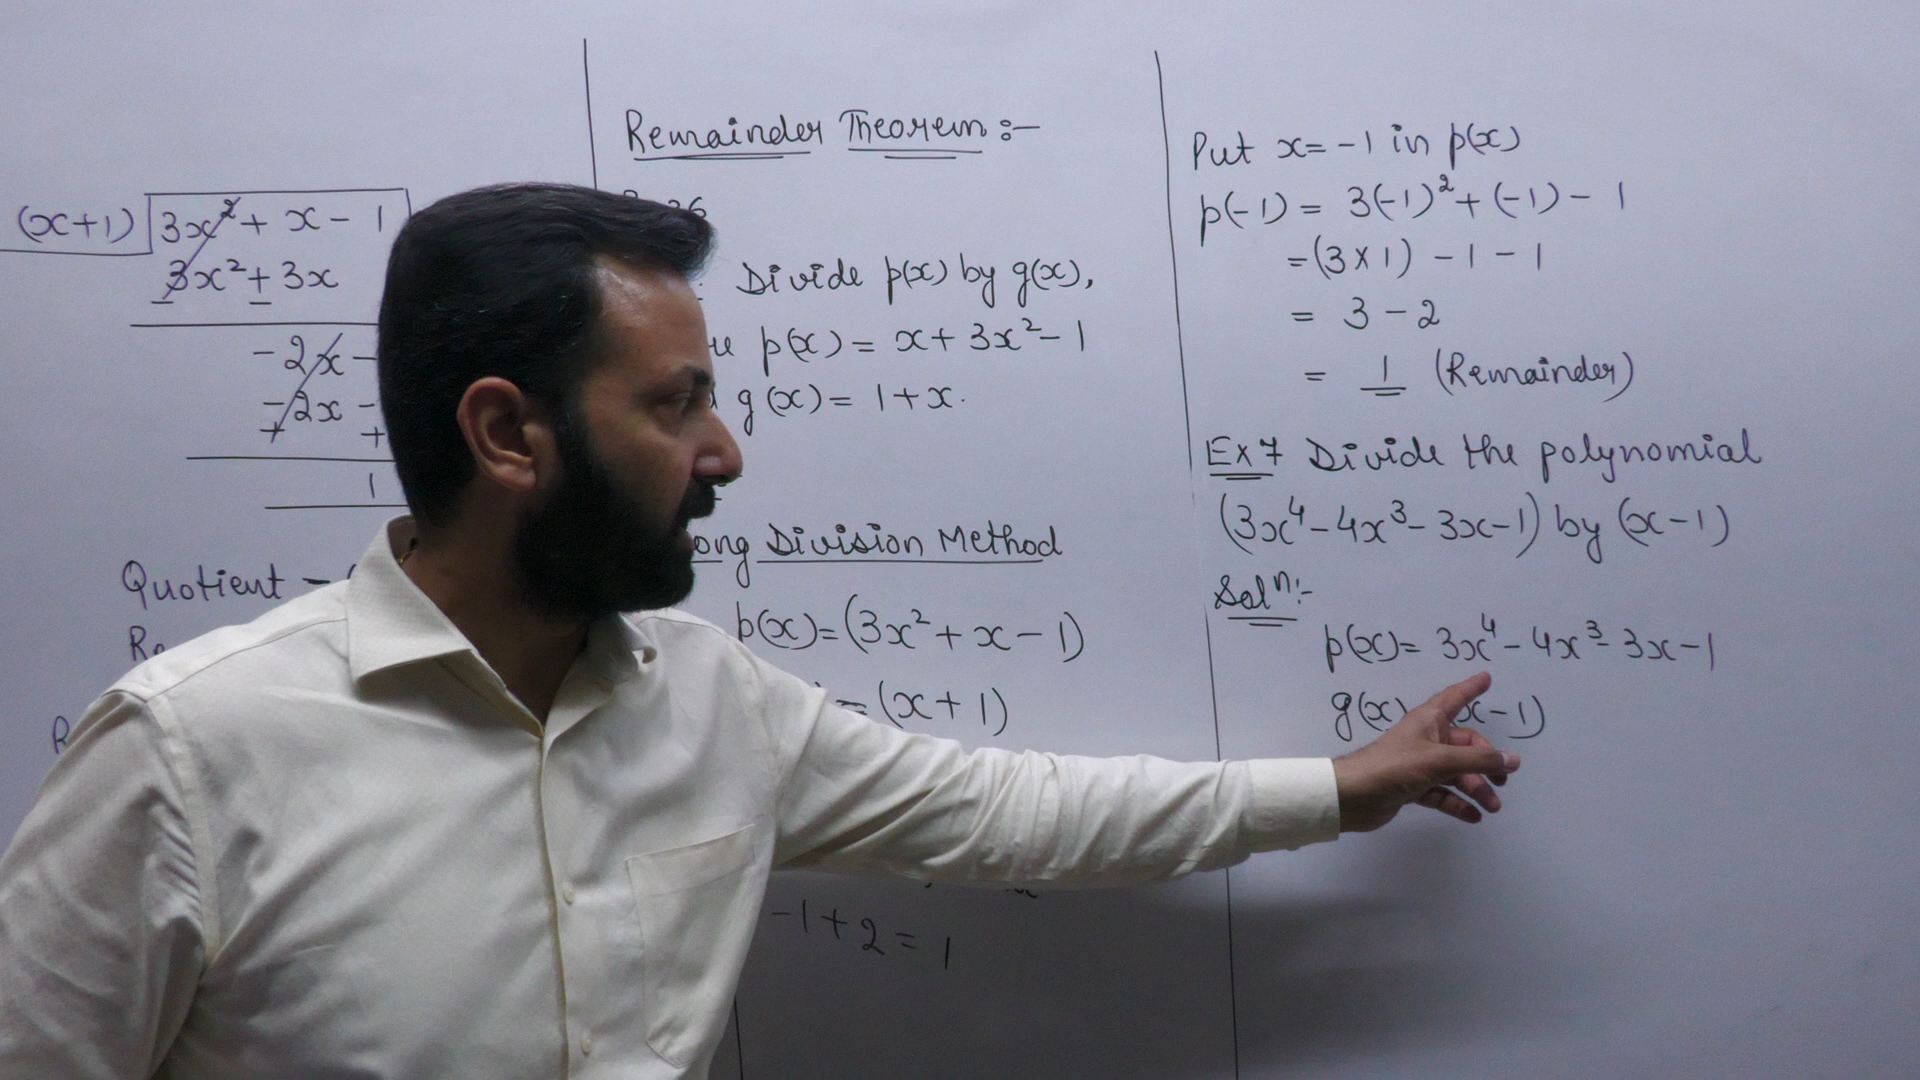 (x+1) 3x² + x - 1
3x² + 3x
- -
-2x -
-2x -
+ +
1
Quotient - (
R
Remainder Theorem :-
Divide p(x) by g(x),
p(x) = x + 3x² - 1
g(x) = 1 + x.
ong Division Method
p(x) = (3x² + x - 1)
= (x + 1)
-1 + 2 = 1
Put x = -1 in p(x)
p(-1) = 3(-1)² + (-1) - 1
= (3 × 1) - 1 - 1
= 3 - 2
= 1 (Remainder)
Ex 7 Divide the polynomial
(3x⁴ - 4x³ - 3x - 1) by (x - 1)
Solⁿ:-
p(x) = 3x⁴ - 4x³ - 3x - 1
g(x) x - 1)